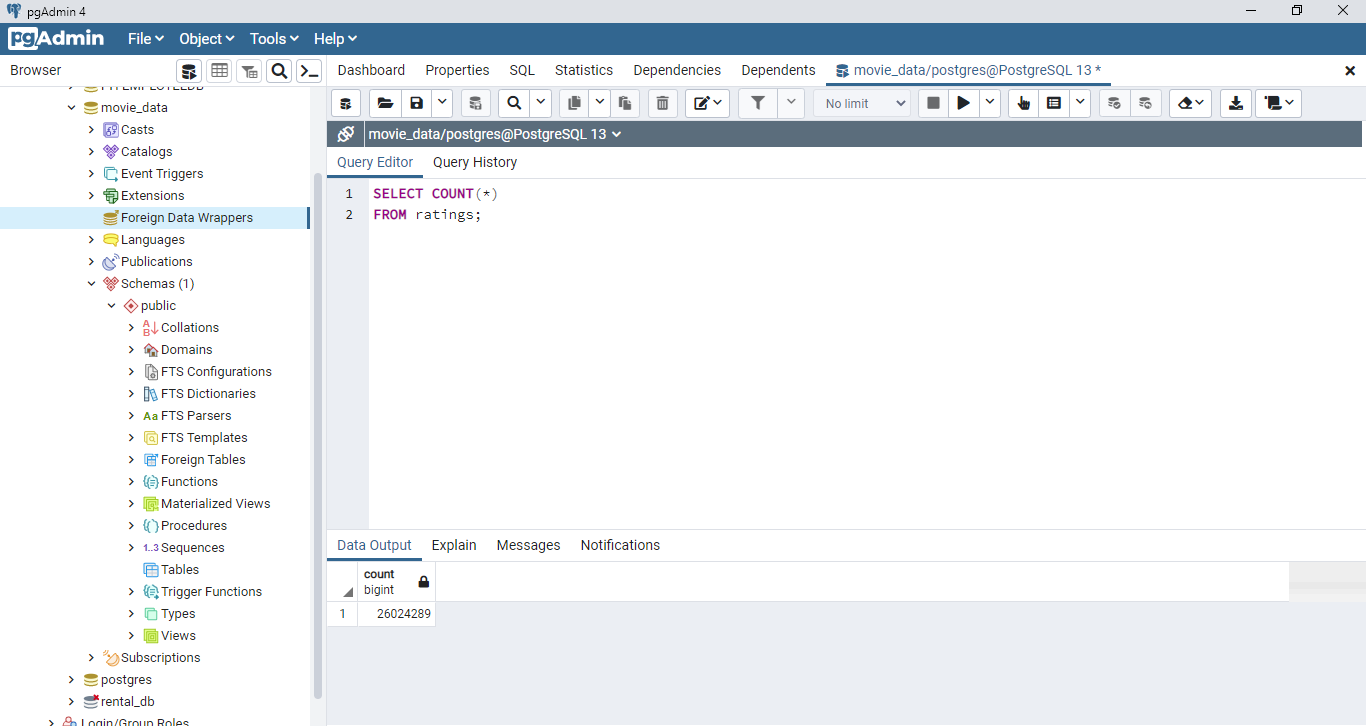 pgAdmin 4
pgAdmin File Object Tools Help
Browser
Dashboard Properties SQL Statistics Dependencies Dependents movie_data/postgres@PostgreSQL 13 *
No limit
movie_data/postgres@PostgreSQL 13
Query Editor Query History
1 SELECT COUNT(*)
2 FROM ratings;
movie_data
Casts
Catalogs
Event Triggers
Extensions
Foreign Data Wrappers
Languages
Publications
Schemas (1)
public
Collations
Domains
FTS Configurations
FTS Dictionaries
Aa FTS Parsers
FTS Templates
Foreign Tables
Functions
Materialized Views
Procedures
1..3 Sequences
Tables
Trigger Functions
Types
Views
Subscriptions
postgres
rental_db
Login/Group Roles
Data Output Explain Messages Notifications
count
bigint
1 26024289